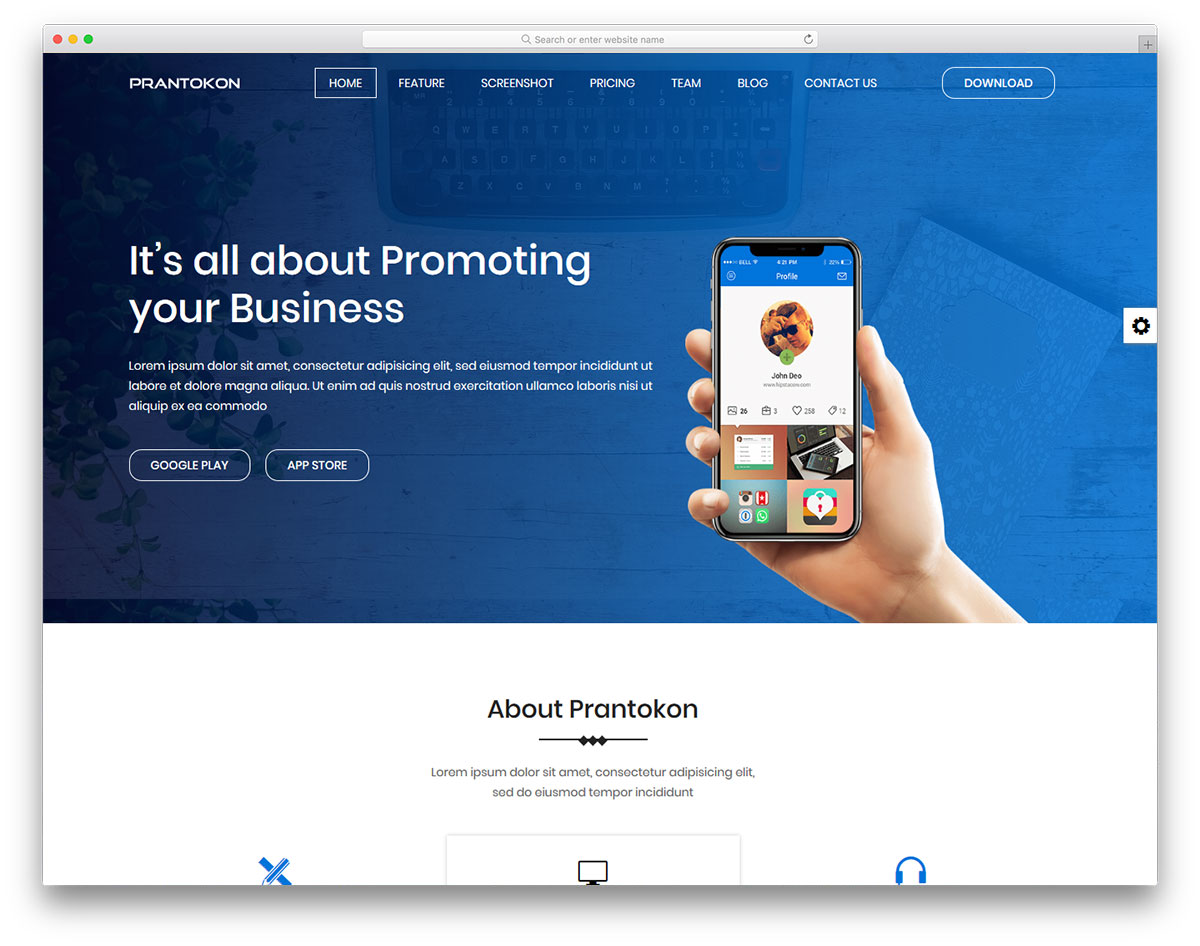 Search or enter website name
PRANTOKON
HOME
FEATURE
SCREENSHOT
PRICING
TEAM
BLOG
CONTACT US
DOWNLOAD
Q W E R T Y U I O P
A S D F G H J K L
Z X C V B N M
It’s all about Promoting
your Business
Lorem ipsum dolor sit amet, consectetur adipisicing elit, sed eiusmod tempor incididunt ut
labore et dolore magna aliqua. Ut enim ad quis nostrud exercitation ullamco laboris nisi ut
aliquip ex ea commodo
GOOGLE PLAY
APP STORE
BELL 4:21 PM 22%
Profile
John Deo
26 3 258 12
About Prantokon
Lorem ipsum dolor sit amet, consectetur adipisicing elit,
sed do eiusmod tempor incididunt